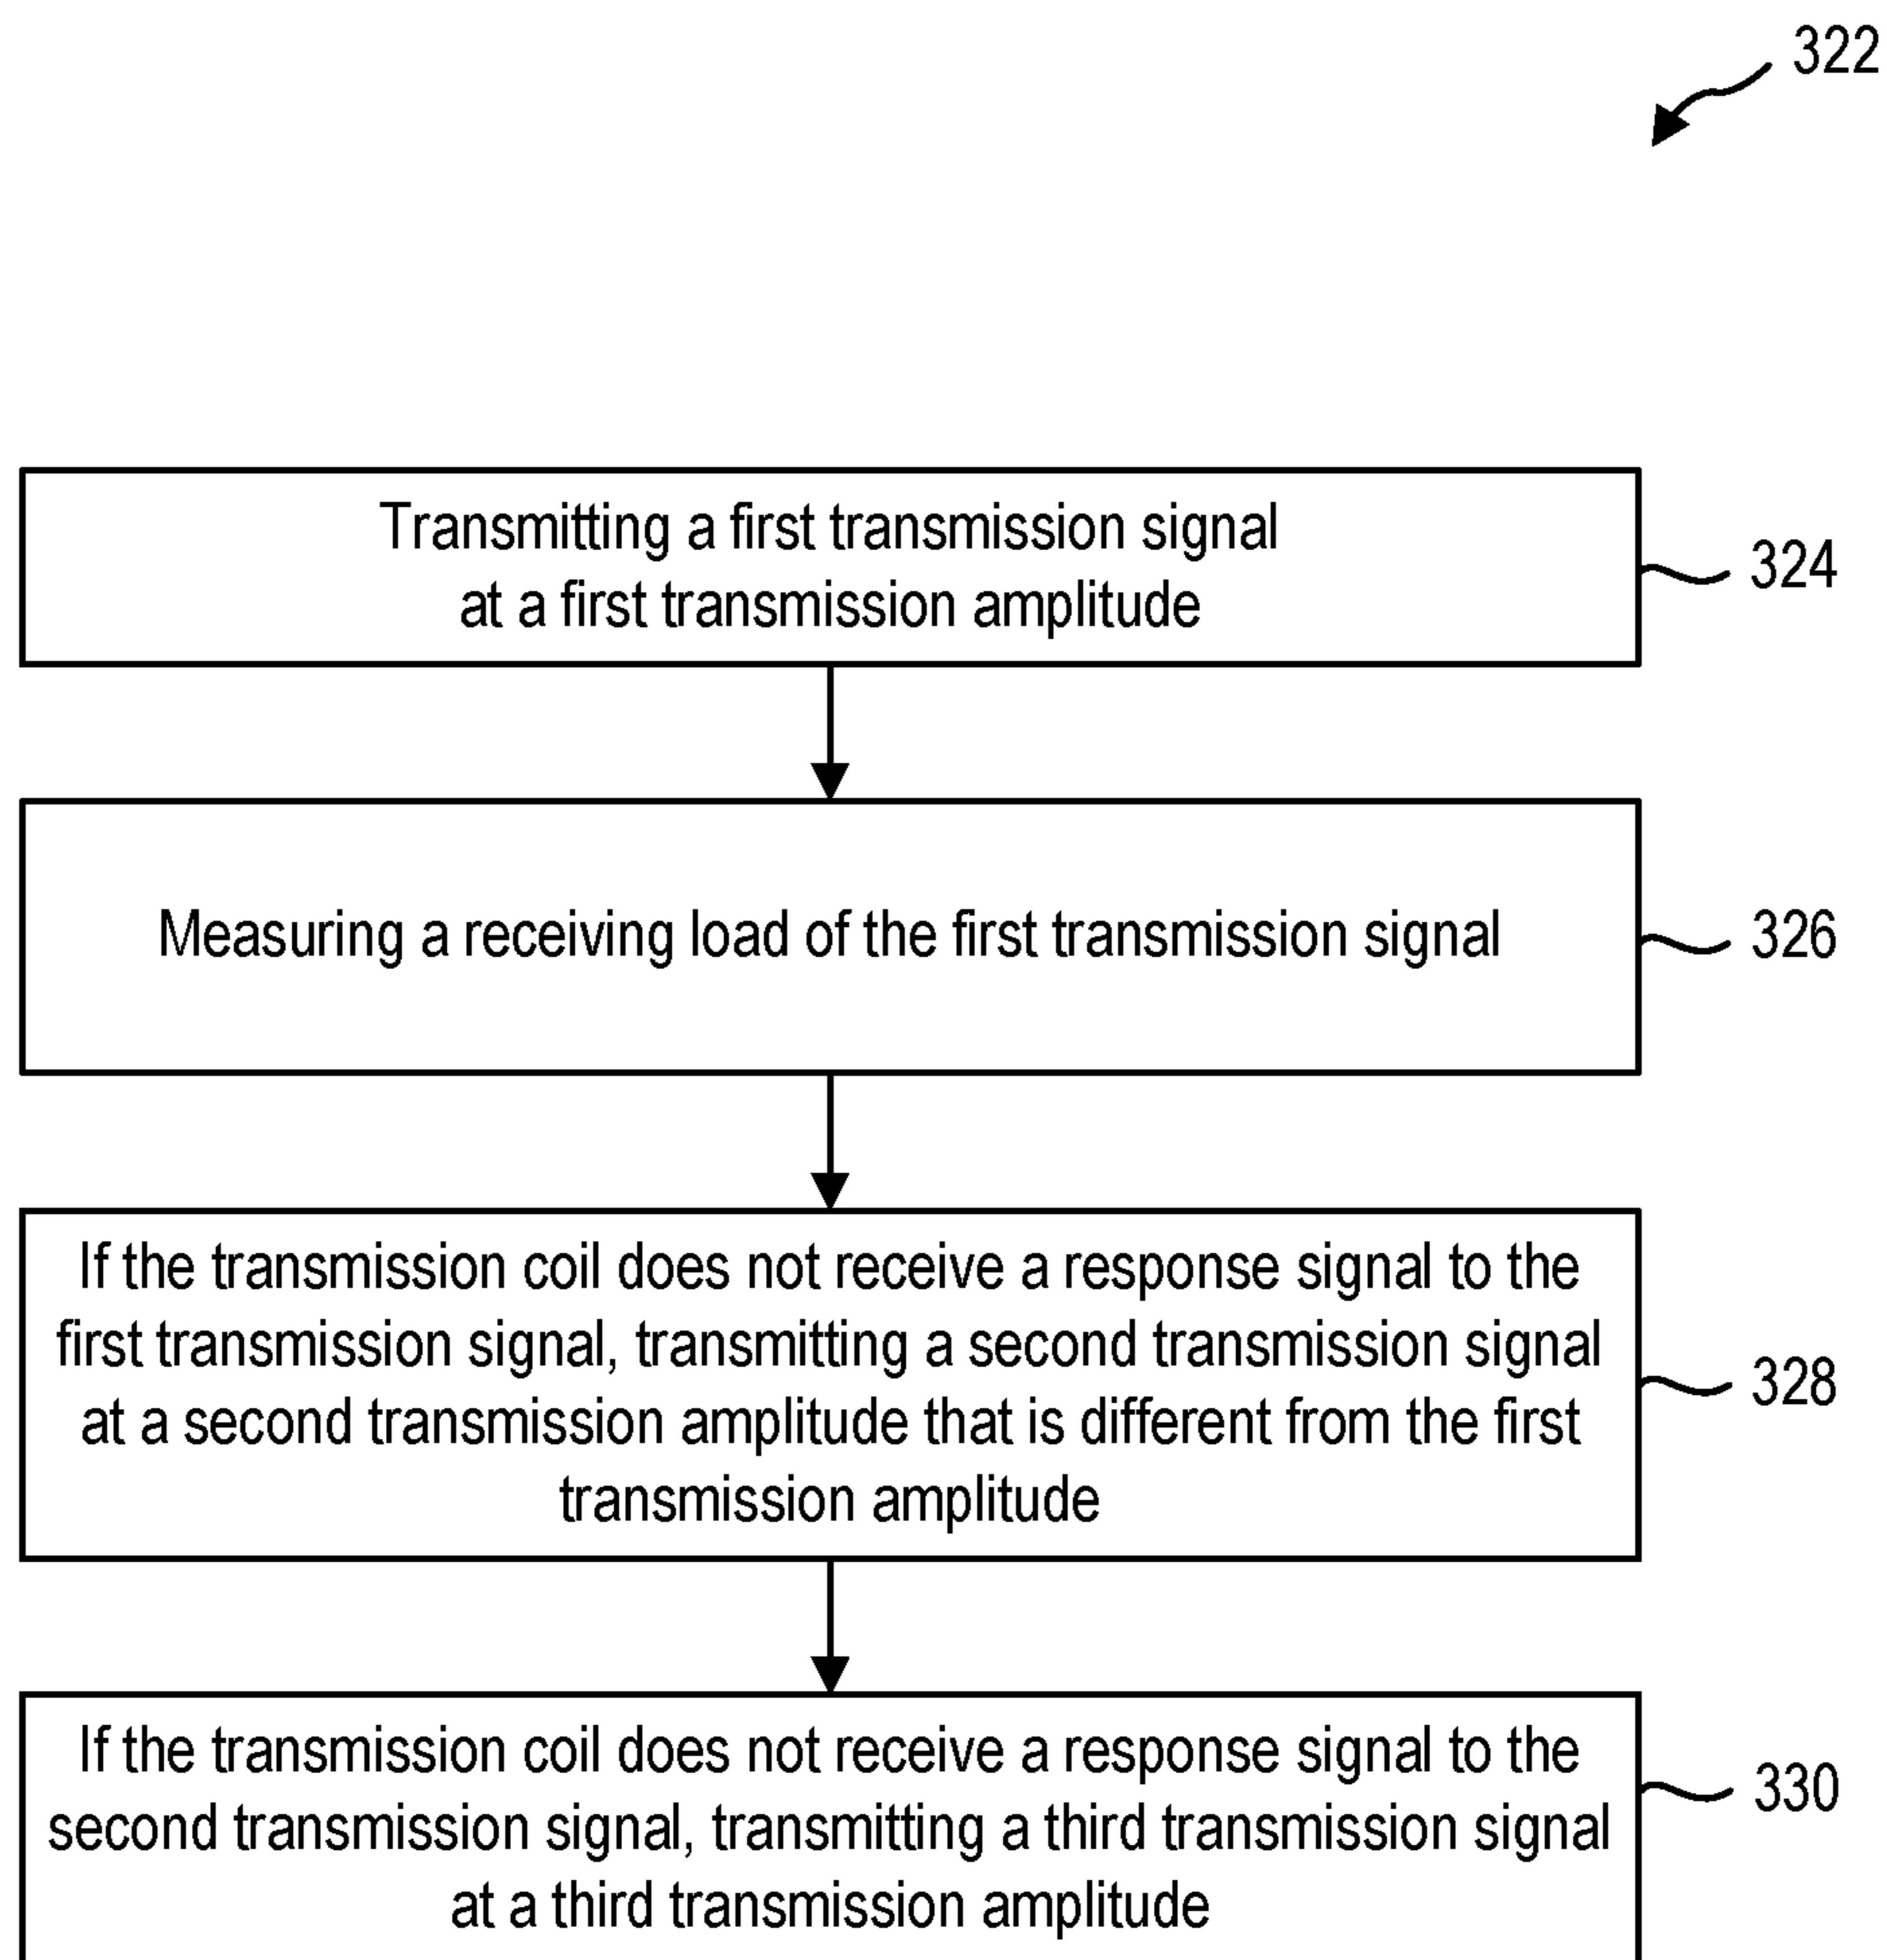 322
Transmitting a first transmission signal
at a first transmission amplitude
324
Measuring a receiving load of the first transmission signal
326
If the transmission coil does not receive a response signal to the
first transmission signal, transmitting a second transmission signal
at a second transmission amplitude that is different from the first
transmission amplitude
328
If the transmission coil does not receive a response signal to the
second transmission signal, transmitting a third transmission signal
at a third transmission amplitude
330